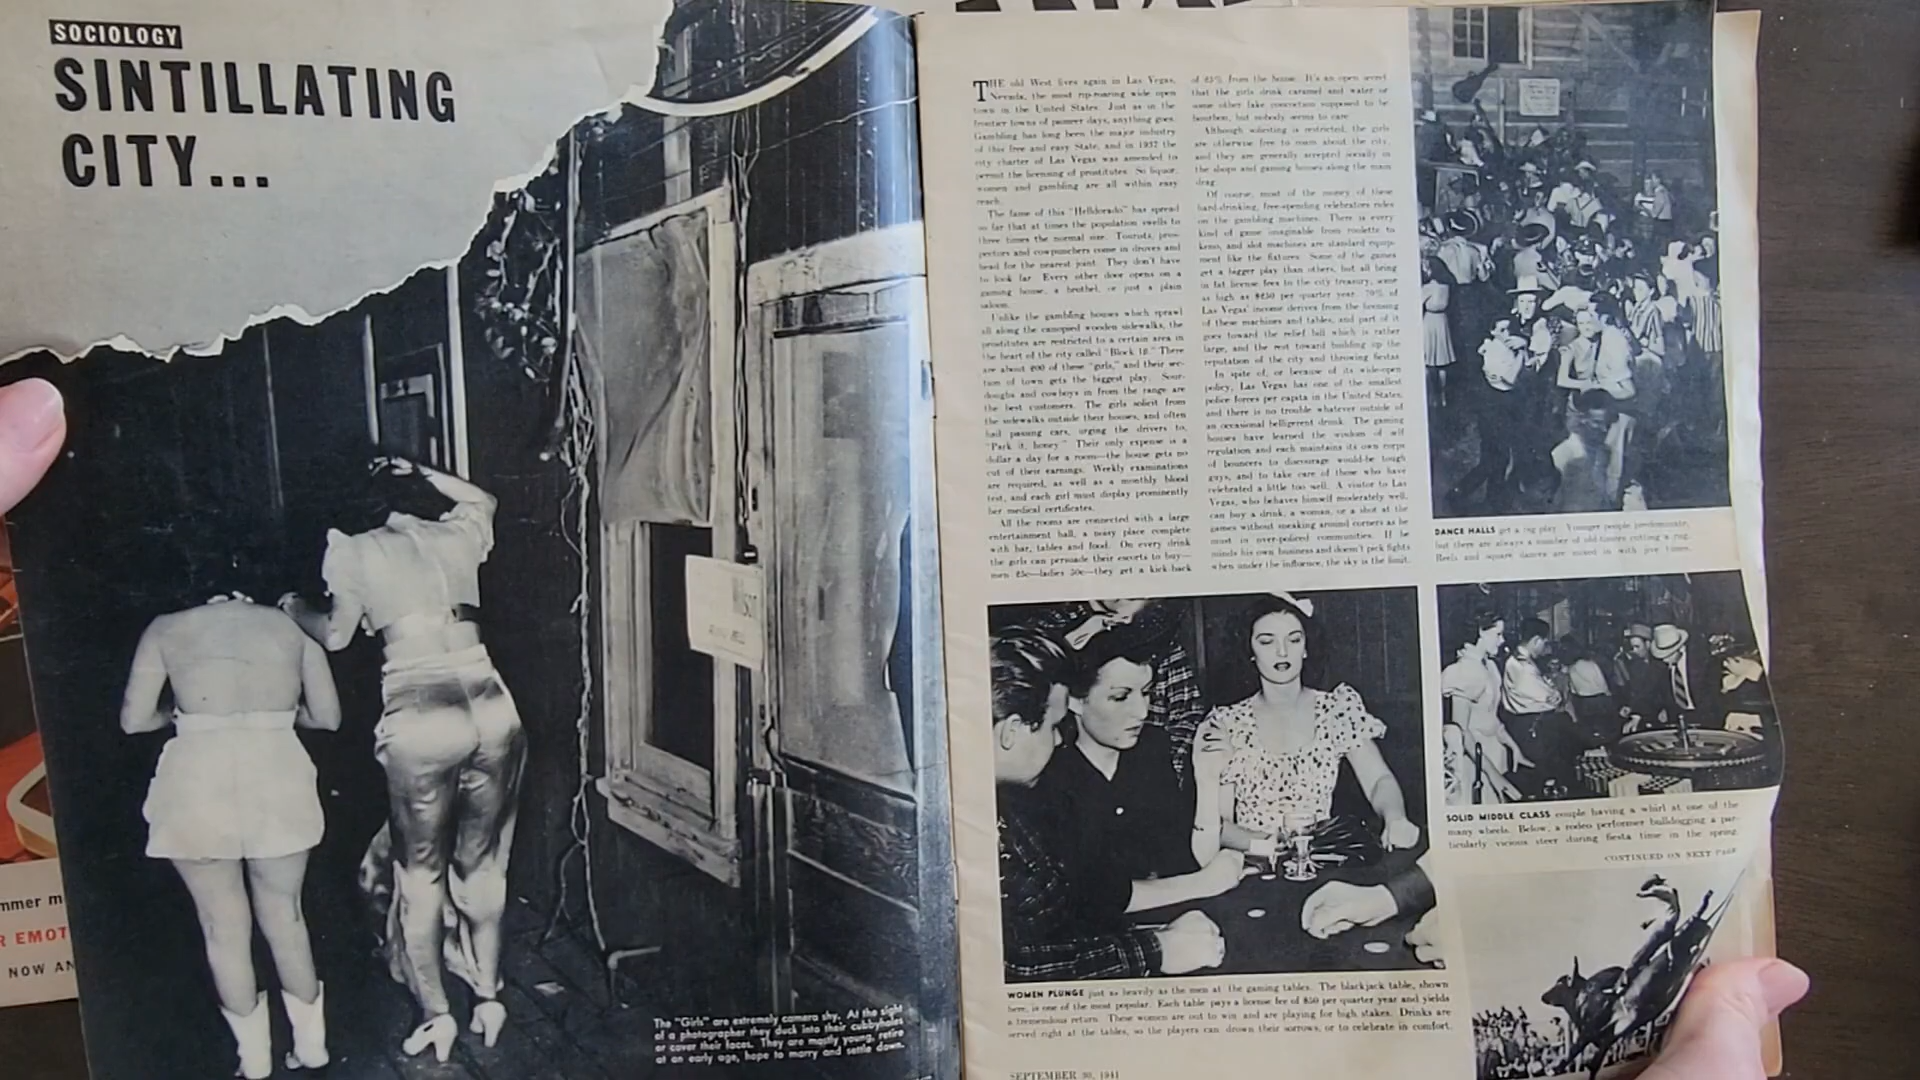 SOCIOLOGY
SINTILLATING
CITY...
The "Girls" are extremely camera shy. At the sight
of a photographer they duck into their cubbyholes
or cover their faces. They are mostly young, retire
at an early age, hope to marry and settle down.
THE old West lives again in Las Vegas,
Nevada, the most rip-roaring wide open
town in the United States. Just as in the
frontier towns of pioneer days, anything goes.
Gambling has long been the major industry
of this free and easy State, and in 1937 the
city charter of Las Vegas was amended to
permit the licensing of prostitutes. So liquor,
women and gambling are all within easy
reach.
The fame of this "Helldorado" has spread
so far that at times the population swells to
three times the normal size. Tourists, pros-
pectors and cowpunchers come in droves and
head for the nearest joint. They don't have
to look far. Every other door opens on a
gaming house, a brothel, or just a plain
saloon.
Unlike the gambling houses which sprawl
all along the canopied wooden sidewalks, the
prostitutes are restricted to a certain area in
the heart of the city called "Block 16." There
are about 200 of these "girls," and their sec-
tion of town gets the biggest play. Sour-
doughs and cowboys in from the range are
the best customers. The girls solicit from
the sidewalks outside their houses, and often
hail passing cars, urging the drivers to,
"Park it, honey." Their only expense is a
dollar a day for a room—the house gets no
cut of their earnings. Weekly examinations
are required, as well as a monthly blood
test, and each girl must display prominently
her medical certificates.
All the rooms are connected with a large
entertainment hall, a noisy place complete
with bar, tables and food. On every drink
the girls can persuade their escorts to buy—
men 25c—ladies 50c—they get a kick-back
of 25% from the house. It's an open secret
that the girls drink caramel and water or
some other fake concoction supposed to be
bourbon, but nobody seems to care.
Although soliciting is restricted, the girls
are otherwise free to roam about the city,
and they are generally accepted socially in
the shops and gaming houses along the main
drag.
Of course, most of the money of these
hard-drinking, free-spending celebrators rides
on the gambling machines. There is every
kind of game imaginable from roulette to
keno, and slot machines are standard equip-
ment like the fixtures. Some of the games
get a bigger play than others, but all bring
in fat license fees to the city treasury, some
as high as $250 per quarter year. 70% of
Las Vegas' income derives from the licensing
of these machines and tables, and part of it
goes toward the relief bill which is rather
large, and the rest toward building up the
reputation of the city and throwing fiestas.
In spite of, or because of its wide-open
policy, Las Vegas has one of the smallest
police forces per capita in the United States,
and there is no trouble whatever outside of
an occasional belligerent drunk. The gaming
houses have learned the wisdom of self
regulation and each maintains its own corps
of bouncers to discourage would-be tough
guys, and to take care of those who have
celebrated a little too well. A visitor to Las
Vegas, who behaves himself moderately well,
can buy a drink, a woman, or a shot at the
games without sneaking around corners as he
must in over-policed communities. If he
minds his own business and doesn't pick fights
when under the influence, the sky is the limit.
DANCE HALLS get a big play. Younger people predominate,
but there are always a number of old-timers cutting a rug.
Reels and square dances are mixed in with jive tunes.
SOLID MIDDLE CLASS couple having a whirl at one of the
many wheels. Below, a rodeo performer bulldogging a par-
ticularly vicious steer during fiesta time in the spring.
CONTINUED ON NEXT PAGE
WOMEN PLUNGE just as heavily as the men at the gaming tables. The blackjack table, shown
here, is one of the most popular. Each table pays a license fee of $50 per quarter year and yields
a tremendous return. These women are out to win and are playing for high stakes. Drinks are
served right at the tables, so the players can drown their sorrows, or to celebrate in comfort.
SEPTEMBER 30, 1941
NOW AN